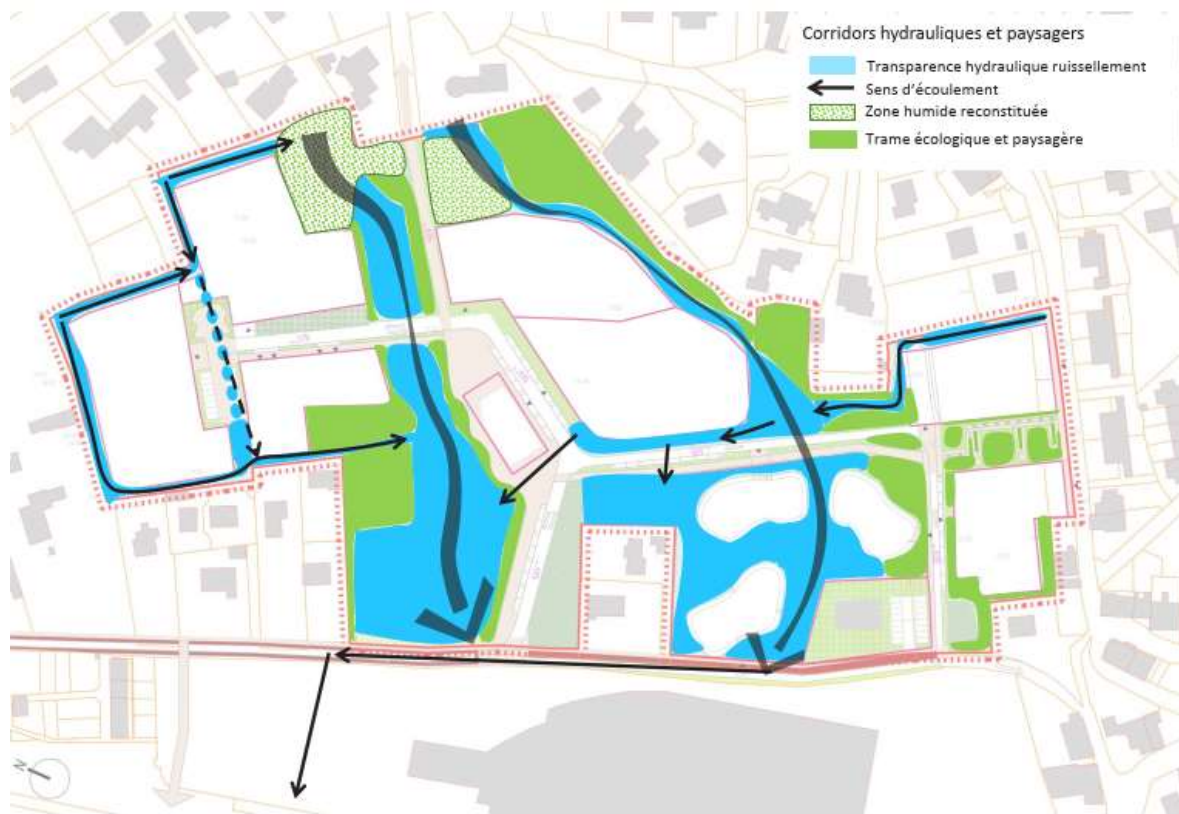 Corridors hydrauliques et paysagers
Transparence hydraulique ruissellement
Sens d'écoulement
Zone humide reconstituée
Trame écologique et paysagère
N